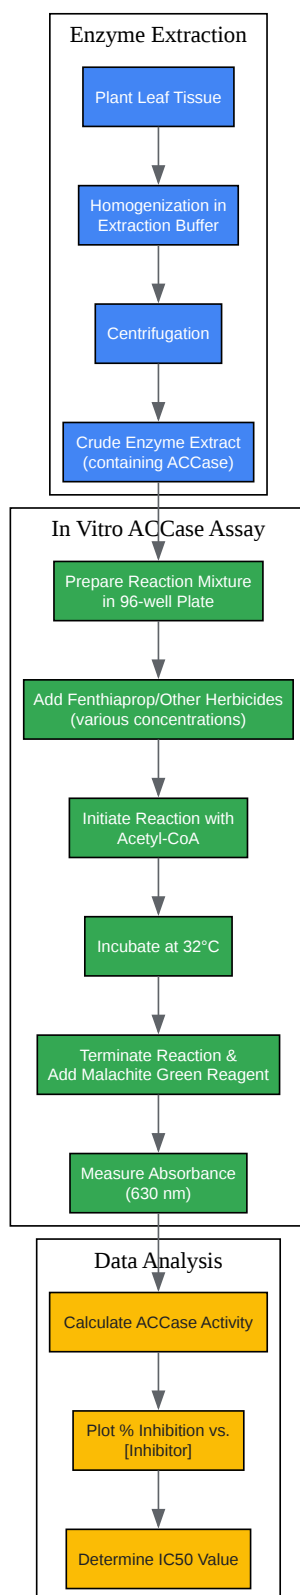 Enzyme Extraction
Plant Leaf Tissue
Homogenization in
Extraction Buffer
Centrifugation
Crude Enzyme Extract
(containing ACCase)
In Vitro ACCase Assay
Prepare Reaction Mixture
in 96-well Plate
Add Fenthiaprop/Other Herbicides
(various concentrations)
Initiate Reaction with
Acetyl-CoA
Incubate at 32°C
Terminate Reaction &
Add Malachite Green Reagent
Measure Absorbance
(630 nm)
Data Analysis
Calculate ACCase Activity
Plot % Inhibition vs.
[Inhibitor]
Determine IC50 Value